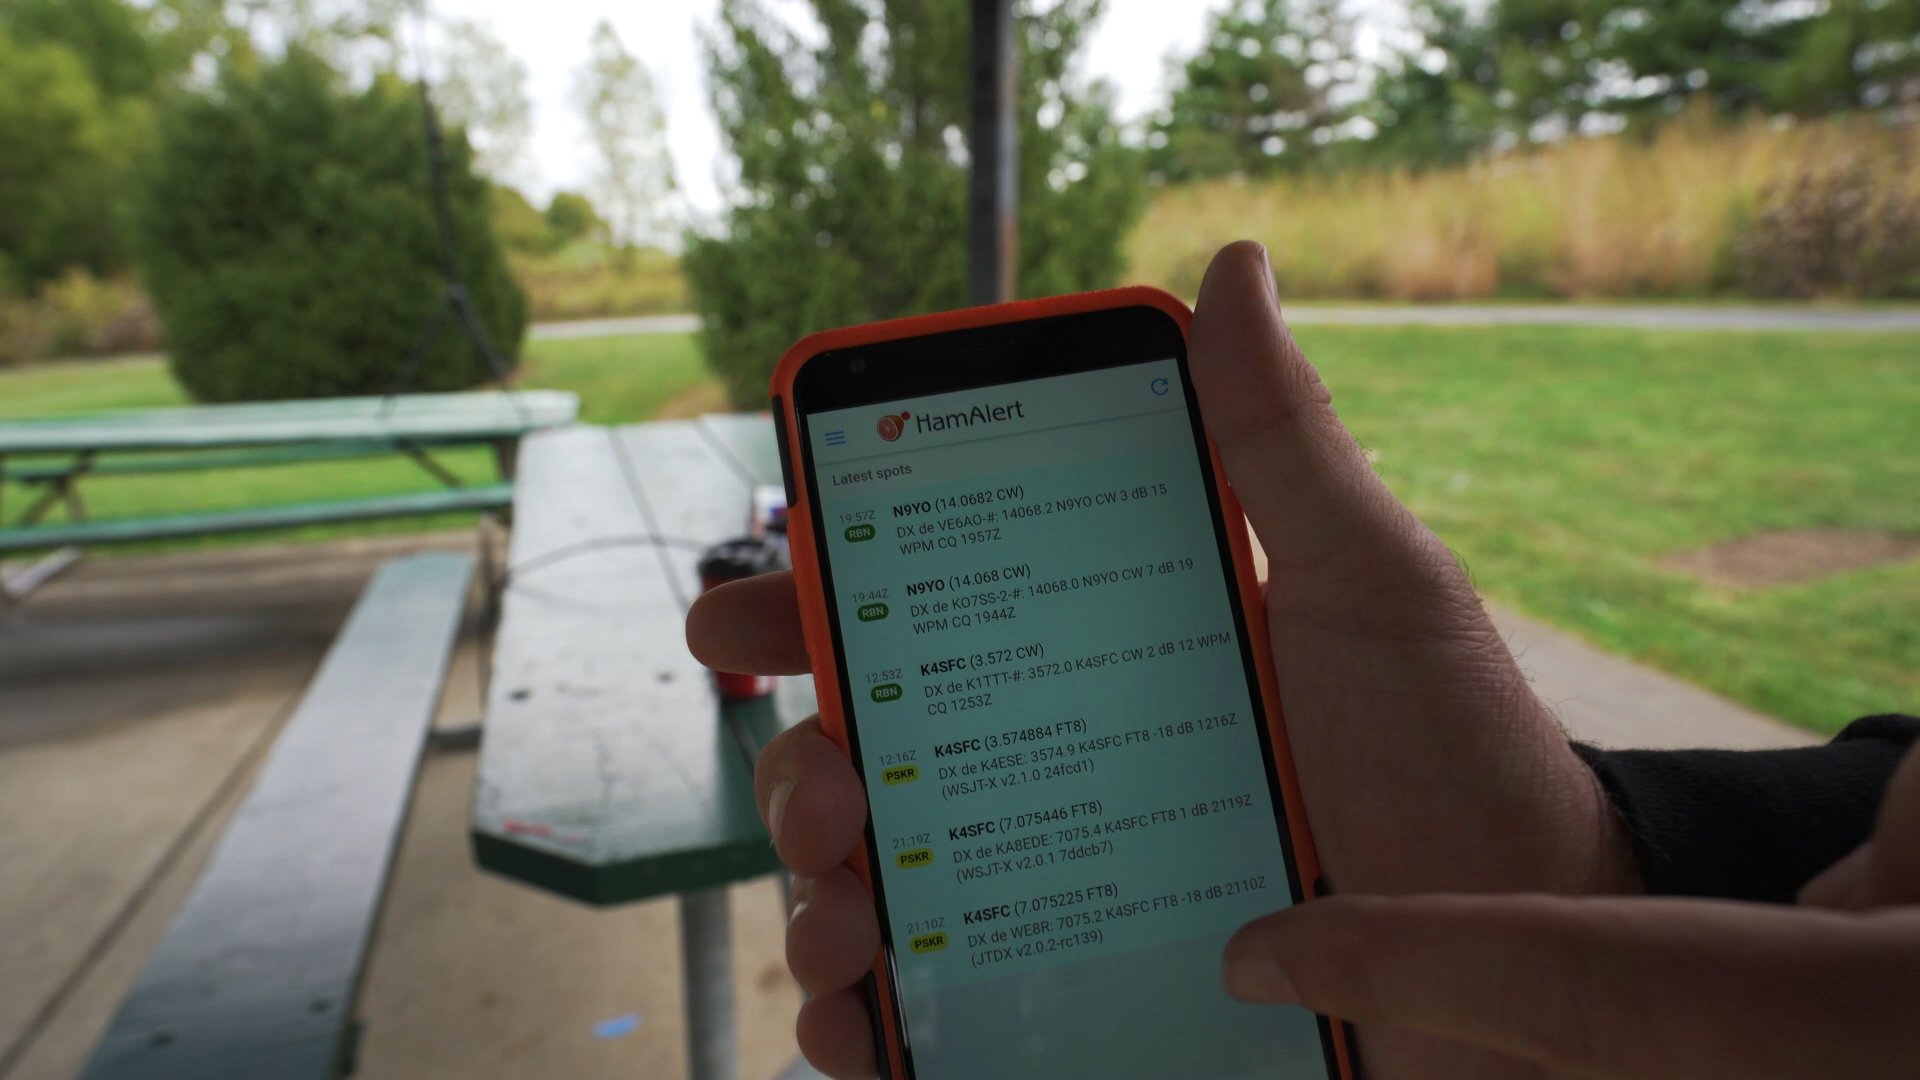 HamAlert
Latest spots
19:57Z
RBN
N9YO (14.0682 CW)
DX de VE6AO-#: 14068.2 N9YO CW 3 dB 15
WPM CQ 1957Z
19:44Z
RBN
N9YO (14.068 CW)
DX de KO7SS-2-#: 14068.0 N9YO CW 7 dB 19
WPM CQ 1944Z
12:53Z
RBN
K4SFC (3.572 CW)
DX de K1TTT-#: 3572.0 K4SFC CW 2 dB 12 WPM
CQ 1253Z
12:16Z
PSKR
K4SFC (3.574884 FT8)
DX de K4ESE: 3574.9 K4SFC FT8 -18 dB 1216Z
(WSJT-X v2.1.0 24fcd1)
21:19Z
PSKR
K4SFC (7.075446 FT8)
DX de KA8EDE: 7075.4 K4SFC FT8 1 dB 2119Z
(WSJT-X v2.0.1 7ddcb7)
21:10Z
PSKR
K4SFC (7.075225 FT8)
DX de WE8R: 7075.2 K4SFC FT8 -18 dB 2110Z
(JTDX v2.0.2-rc139)